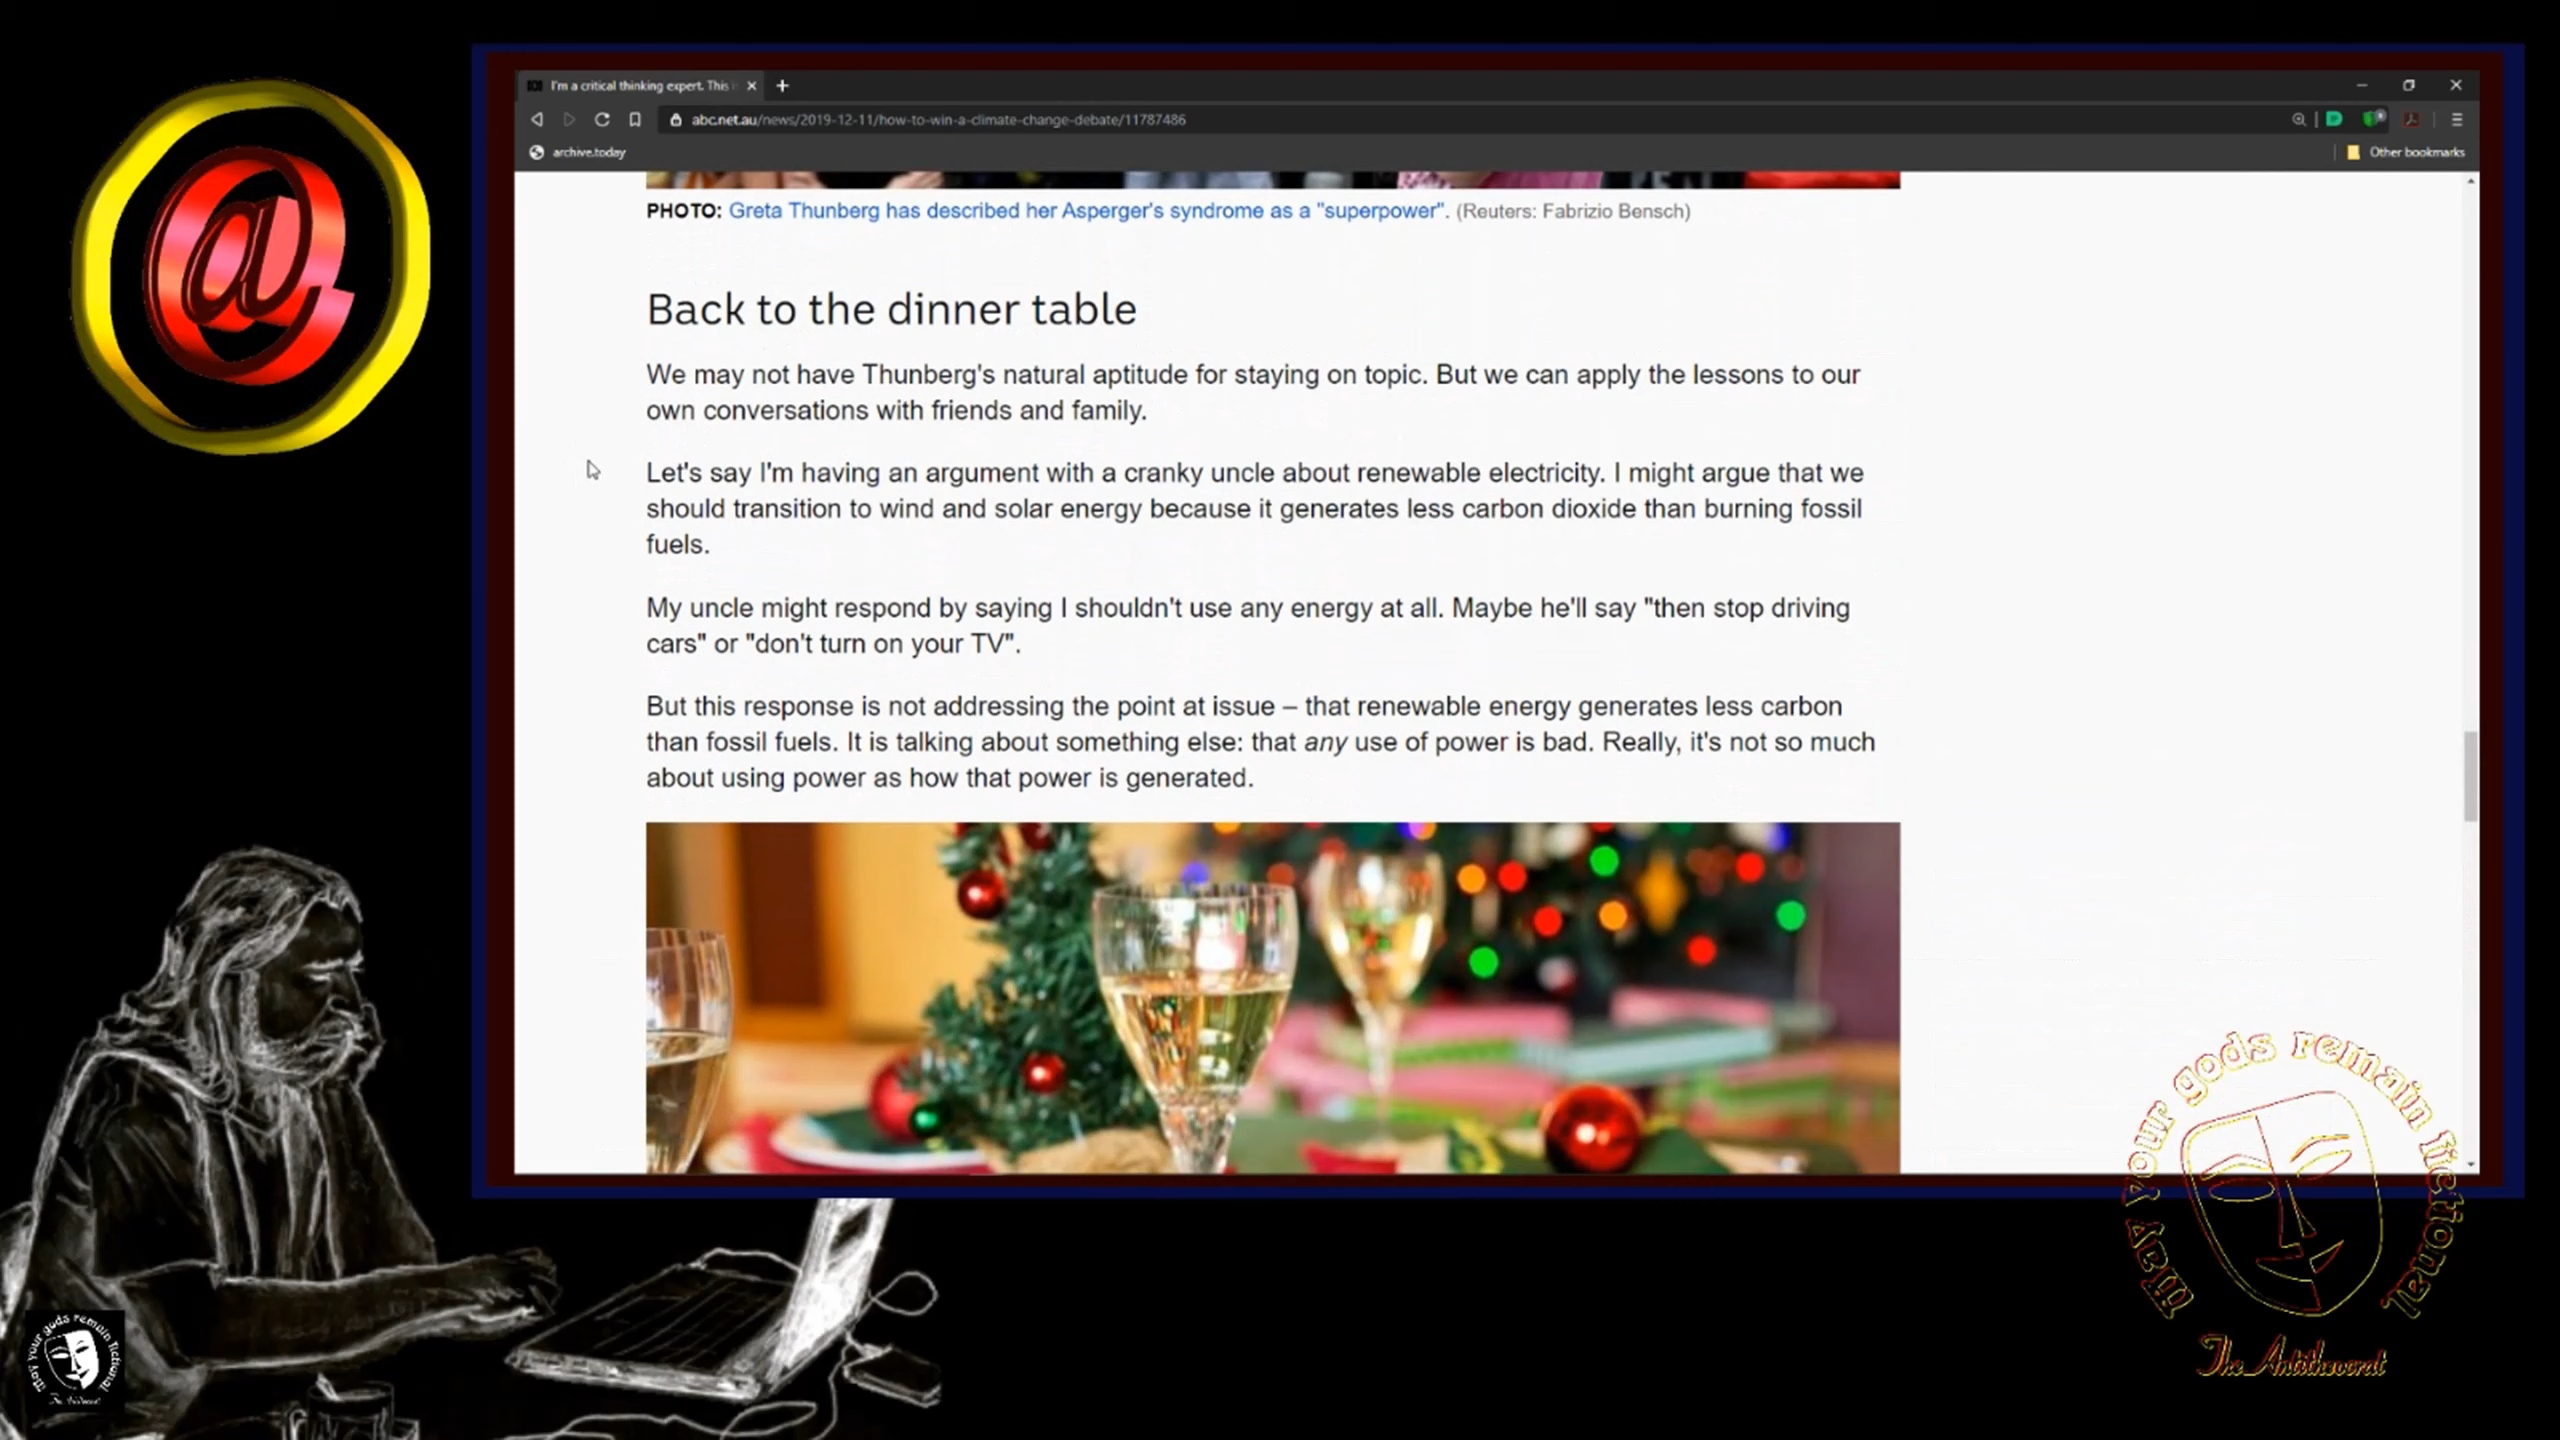 I'm a critical thinking expert. This i
abc.net.au/news/2019-12-11/how-to-win-a-climate-change-debate/11787486
archive.today
Other bookmarks
PHOTO: Greta Thunberg has described her Asperger's syndrome as a "superpower". (Reuters: Fabrizio Bensch)
Back to the dinner table
We may not have Thunberg's natural aptitude for staying on topic. But we can apply the lessons to our
own conversations with friends and family.
Let's say I'm having an argument with a cranky uncle about renewable electricity. I might argue that we
should transition to wind and solar energy because it generates less carbon dioxide than burning fossil
fuels.
My uncle might respond by saying I shouldn't use any energy at all. Maybe he'll say "then stop driving
cars" or "don't turn on your TV".
But this response is not addressing the point at issue – that renewable energy generates less carbon
than fossil fuels. It is talking about something else: that any use of power is bad. Really, it's not so much
about using power as how that power is generated.
@
May your gods remain fictional
The Antitheocrat
May your gods remain fictional